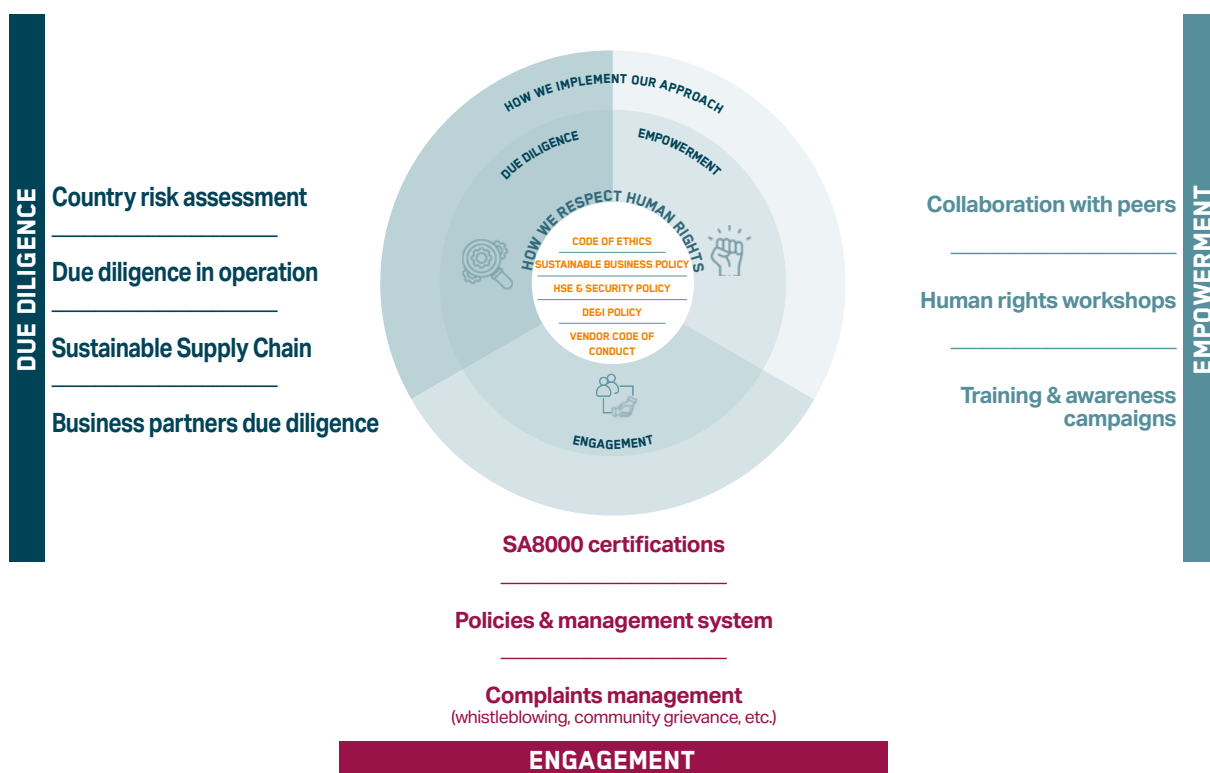 HOW WE IMPLEMENT OUR APPROACH
DUE DILIGENCE
EMPOWERMENT
HOW WE RESPECT HUMAN RIGHTS
CODE OF ETHICS
SUSTAINABLE BUSINESS POLICY
HSE & SECURITY POLICY
DE&I POLICY
VENDOR CODE OF
CONDUCT
ENGAGEMENT
DUE DILIGENCE
Country risk assessment
Due diligence in operation
Sustainable Supply Chain
Business partners due diligence
EMPOWERMENT
Collaboration with peers
Human rights workshops
Training & awareness
campaigns
SA8000 certifications
Policies & management system
Complaints management
(whistleblowing, community grievance, etc.)
ENGAGEMENT